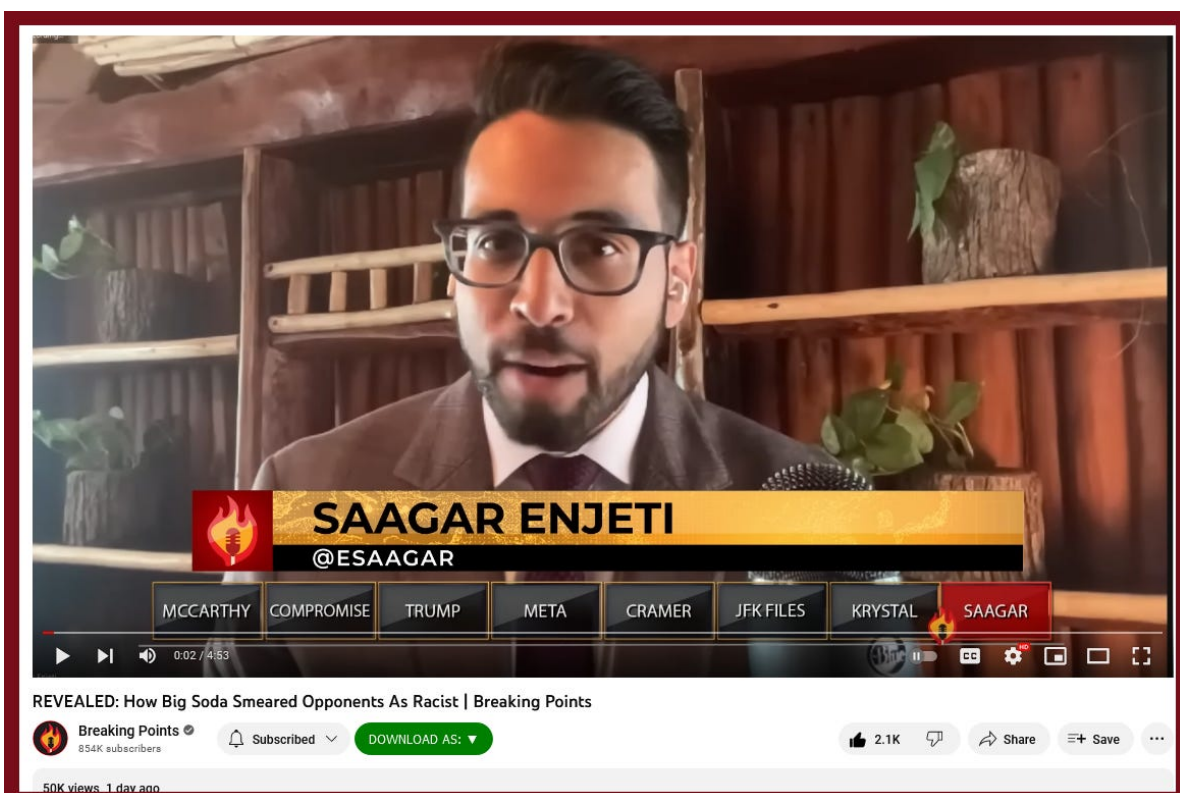 SAAGAR ENJETI
@ESAAGAR
MCCARTHY COMPROMISE TRUMP META CRAMER JFK FILES KRYSTAL SAAGAR
0:02 / 4:53 CC HD
REVEALED: How Big Soda Smeared Opponents As Racist | Breaking Points
Breaking Points
854K subscribers
Subscribed DOWNLOAD AS: ▼ 2.1K Share Save ...
50K views 1 day ago